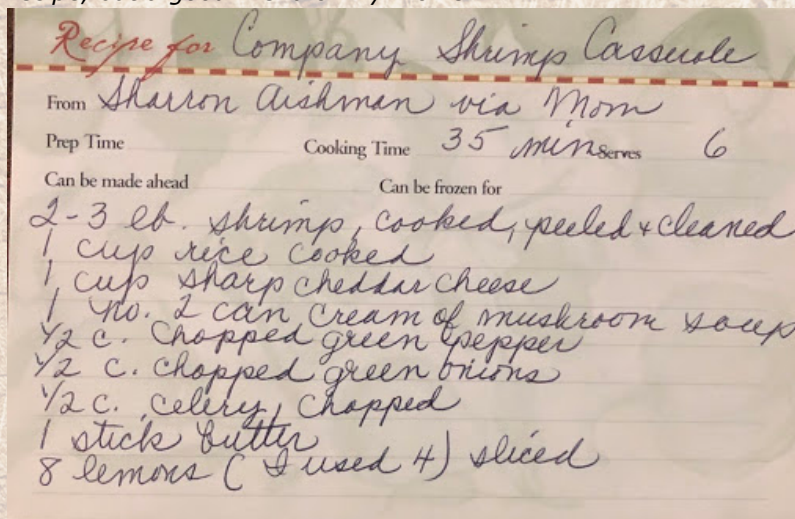 Recipe for Company Shrimp Casserole
From Sharron Aishman via Mom
Prep Time Cooking Time 35 min Serves 6
Can be made ahead Can be frozen for
2-3 lb. shrimp, cooked, peeled + cleaned
1 cup rice cooked
1 cup sharp cheddar cheese
1 no. 2 can cream of mushroom soup
1/2 c. chopped green pepper
1/2 c. chopped green onions
1/2 c. celery, chopped
1 stick butter
8 lemons (I used 4) sliced